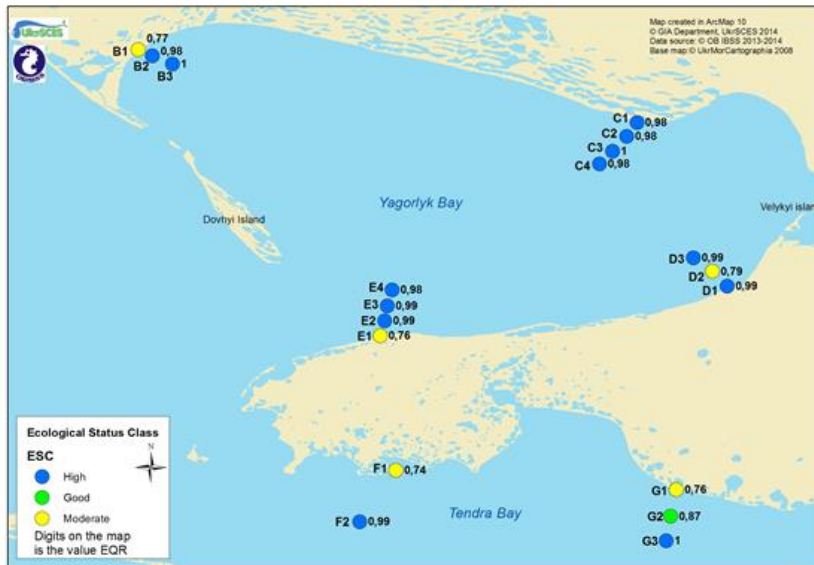 UkrSCES
Map created in ArcMap 10
© GIA Department, UkrSCES 2014
Data source: © OB IBSS 2013-2014
Base map:© UkrMorCartographia 2008
B1 0,77
B2 0,98
B3 1
C1 0,98
C2 0,98
C3 1
C4 0,98
Yagorlyk Bay
Dovhyi Island
Velykyi island
D3 0,99
D2 0,79
D1 0,99
E4 0,98
E3 0,99
E2 0,99
E1 0,76
F1 0,74
F2 0,99
Tendra Bay
G1 0,76
G2 0,87
G3 1
Ecological Status Class
ESC
N
High
Good
Moderate
Digits on the map
is the value EQR